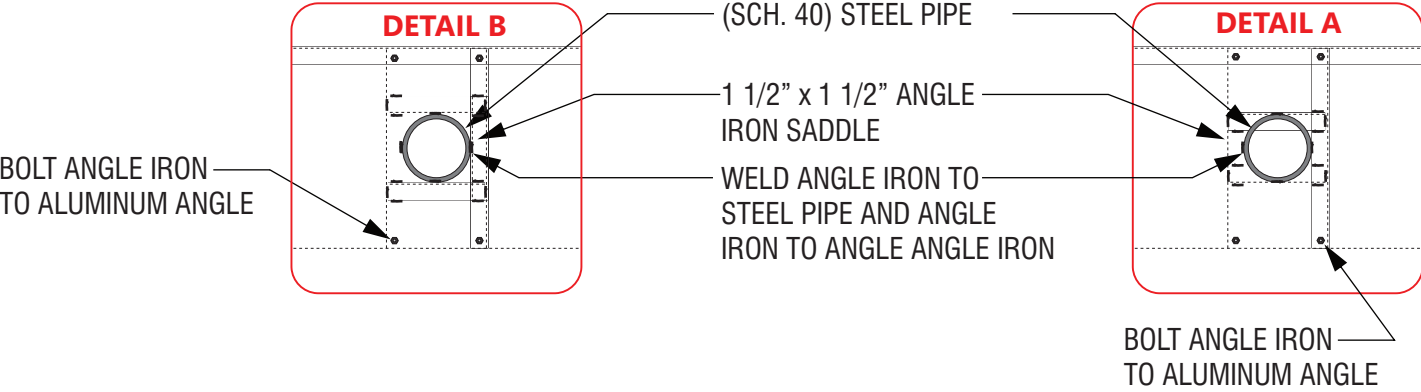 DETAIL B
(SCH. 40) STEEL PIPE
DETAIL A
1 1/2” x 1 1/2” ANGLE
IRON SADDLE
BOLT ANGLE IRON
TO ALUMINUM ANGLE
WELD ANGLE IRON TO
STEEL PIPE AND ANGLE
IRON TO ANGLE ANGLE IRON
BOLT ANGLE IRON
TO ALUMINUM ANGLE